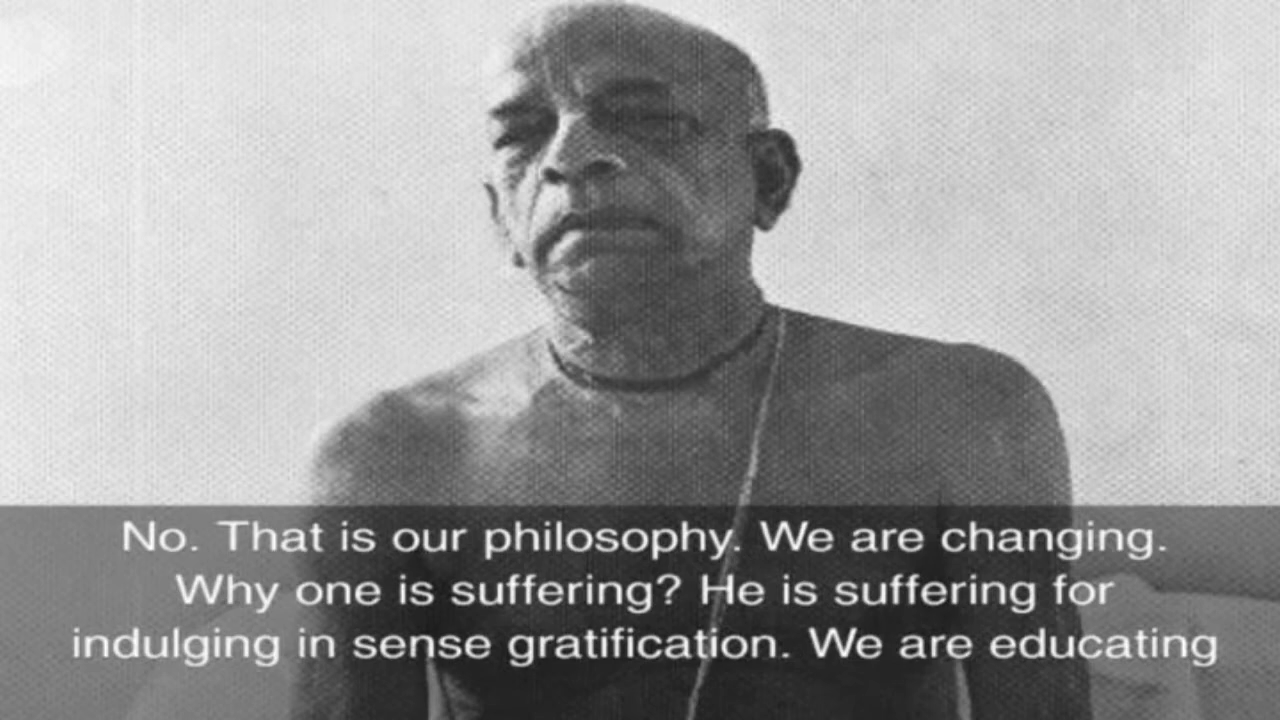 No. That is our philosophy. We are changing.
Why one is suffering? He is suffering for
indulging in sense gratification. We are educating